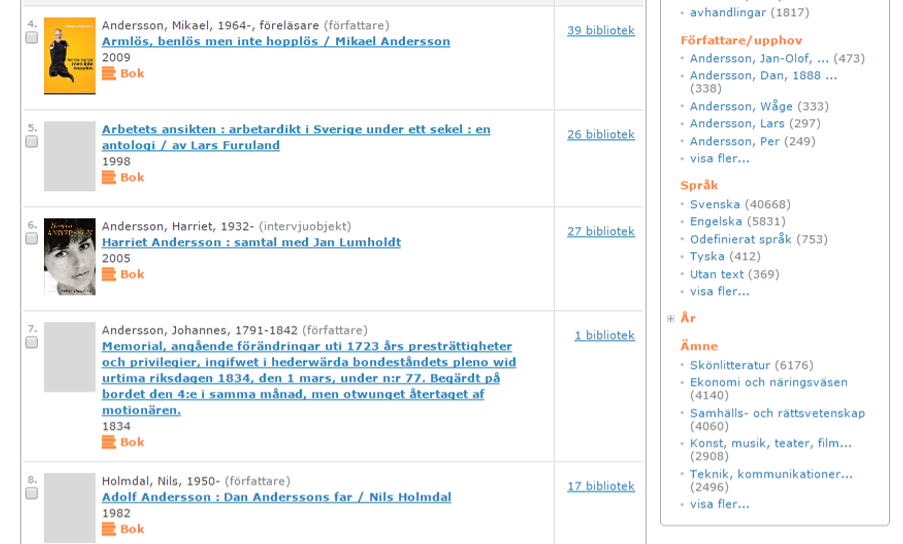 4.
Andersson, Mikael, 1964-, föreläsare (författare)
Armlös, benlös men inte hopplös / Mikael Andersson
2009
Bok
39 bibliotek
5.
Arbetets ansikten : arbetardikt i Sverige under ett sekel : en
antologi / av Lars Furuland
1998
Bok
26 bibliotek
6.
Andersson, Harriet, 1932- (intervjuobjekt)
Harriet Andersson : samtal med Jan Lumholdt
2005
Bok
27 bibliotek
7.
Andersson, Johannes, 1791-1842 (författare)
Memorial, angående förändringar uti 1723 års presträttigheter
och privilegier, ingifwet i hederwärda bondeståndets pleno wid
urtima riksdagen 1834, den 1 mars, under n:r 77. Begärdt på
bordet den 4:e i samma månad, men otwunget återtaget af
motionären.
1834
Bok
1 bibliotek
8.
Holmdal, Nils, 1950- (författare)
Adolf Andersson : Dan Anderssons far / Nils Holmdal
1982
Bok
17 bibliotek
avhandlingar (1817)
Författare/upphov
Andersson, Jan-Olof, ... (473)
Andersson, Dan, 1888 ...
(338)
Andersson, Wåge (333)
Andersson, Lars (297)
Andersson, Per (249)
visa fler...
Språk
Svenska (40668)
Engelska (5831)
Odefinierat språk (753)
Tyska (412)
Utan text (369)
visa fler...
År
Ämne
Skönlitteratur (6176)
Ekonomi och näringsväsen
(4140)
Samhälls- och rättsvetenskap
(4060)
Konst, musik, teater, film...
(2908)
Teknik, kommunikationer...
(2496)
visa fler...